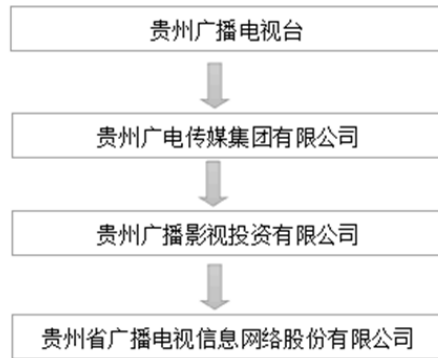 贵州广播电视台
贵州广电传媒集团有限公司
贵州广播影视投资有限公司
贵州省广播电视信息网络股份有限公司